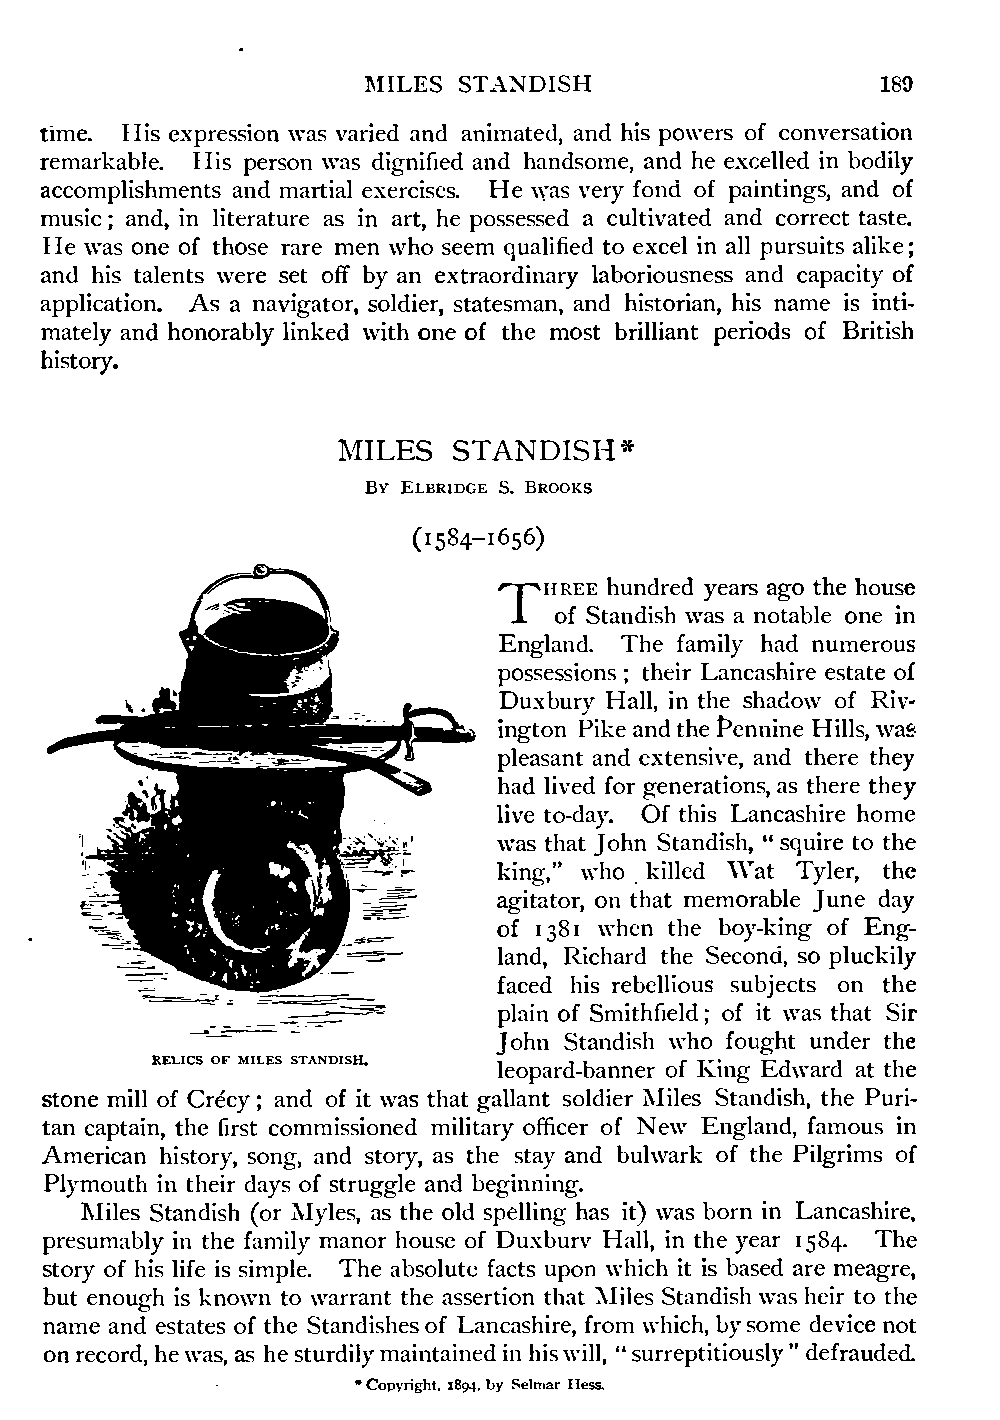 MILES STANDISH 189
time. His expression was varied and animated, and his powers of conversation
remarkable. His person was dignified and handsome, and he excelled in bodily
accomplishments and martial exercises. He was very fond of paintings, and of
music; and, in literature as in art, he possessed a cultivated and correct taste.
He was one of those rare men who seem qualified to excel in all pursuits alike;
and his talents were set off by an extraordinary laboriousness and capacity of
application. As a navigator, soldier, statesman, and historian, his name is inti-
mately and honorably linked with one of the most brilliant periods of British
history.
MILES STANDISH*
BY ELBRIDGE S. BROOKS
(1584–1656)
THREE hundred years ago the house
of Standish was a notable one in
England. The family had numerous
possessions; their Lancashire estate of
Duxbury Hall, in the shadow of Riv-
ington Pike and the Pennine Hills, was
pleasant and extensive, and there they
had lived for generations, as there they
live to-day. Of this Lancashire home
was that John Standish, “squire to the
king,” who killed Wat Tyler, the
agitator, on that memorable June day
of 1381 when the boy-king of Eng-
land, Richard the Second, so pluckily
faced his rebellious subjects on the
plain of Smithfield; of it was that Sir
John Standish who fought under the
leopard-banner of King Edward at the
RELICS OF MILES STANDISH.
stone mill of Crécy; and of it was that gallant soldier Miles Standish, the Puri-
tan captain, the first commissioned military officer of New England, famous in
American history, song, and story, as the stay and bulwark of the Pilgrims of
Plymouth in their days of struggle and beginning.
Miles Standish (or Myles, as the old spelling has it) was born in Lancashire,
presumably in the family manor house of Duxbury Hall, in the year 1584. The
story of his life is simple. The absolute facts upon which it is based are meagre,
but enough is known to warrant the assertion that Miles Standish was heir to the
name and estates of the Standishes of Lancashire, from which, by some device not
on record, he was, as he sturdily maintained in his will, “surreptitiously” defrauded.
*Copyright, 1894, by Selmar Hess.